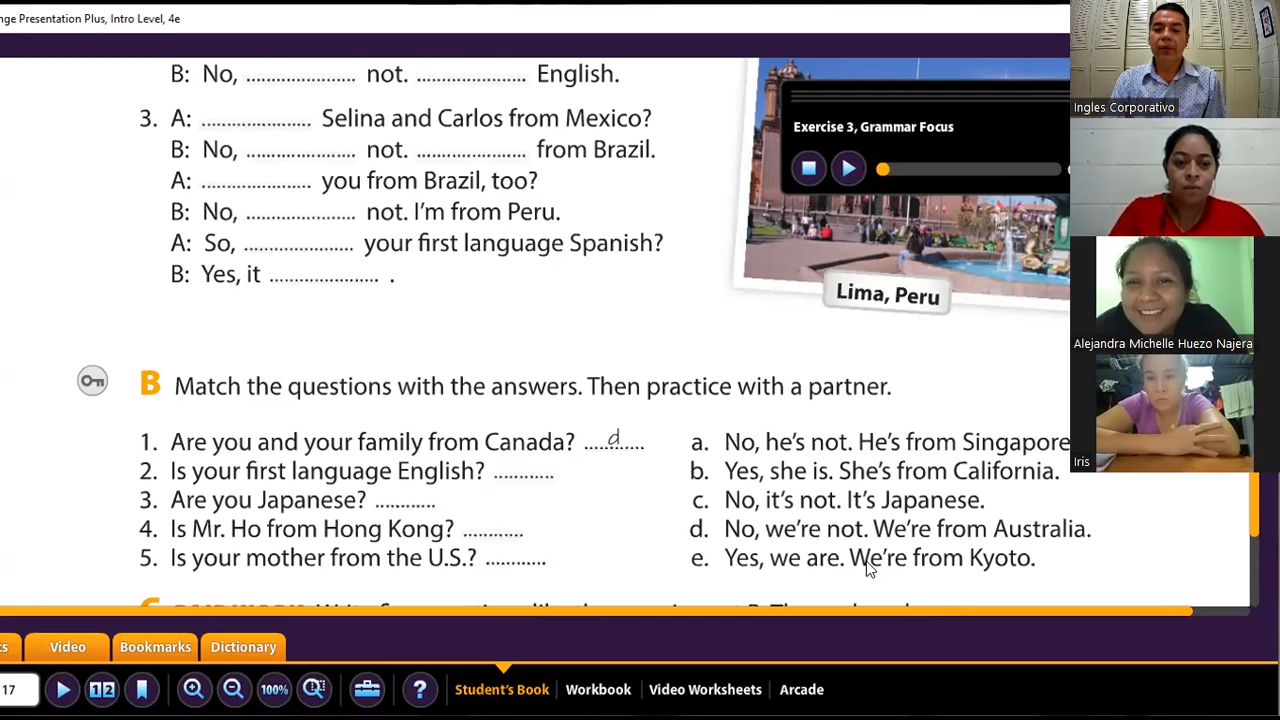 nge Presentation Plus, Intro Level, 4e
B: No, .................... not. .................... English.
3. A: .................... Selina and Carlos from Mexico?
B: No, .................... not. .................... from Brazil.
A: .................... you from Brazil, too?
B: No, .................... not. I'm from Peru.
A: So, .................... your first language Spanish?
B: Yes, it .................... .
Exercise 3, Grammar Focus
Lima, Peru
B Match the questions with the answers. Then practice with a partner.
1. Are you and your family from Canada? .....d.....
2. Is your first language English? ...........
3. Are you Japanese? ...........
4. Is Mr. Ho from Hong Kong? ...........
5. Is your mother from the U.S.? ...........
a. No, he's not. He's from Singapore
b. Yes, she is. She's from California.
c. No, it's not. It's Japanese.
d. No, we're not. We're from Australia.
e. Yes, we are. We're from Kyoto.
Ingles Corporativo
Alejandra Michelle Huezo Najera
Iris
ts
Video
Bookmarks
Dictionary
17
1 2
100%
?
Student's Book
Workbook
Video Worksheets
Arcade